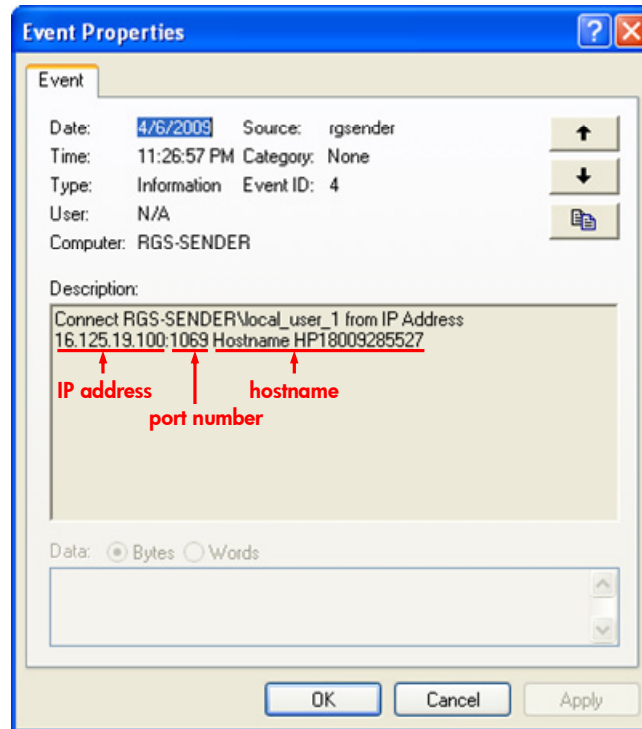 Event Properties
Event
Date: 4/6/2009 Source: rgsender
Time: 11:26:57 PM Category: None
Type: Information Event ID: 4
User: N/A
Computer: RGS-SENDER
Description:
Connect RGS-SENDER\local_user_1 from IP Address
16.125.19.100:1069 Hostname HP18009285527
IP address
hostname
port number
Data: Bytes Words
OK Cancel Apply